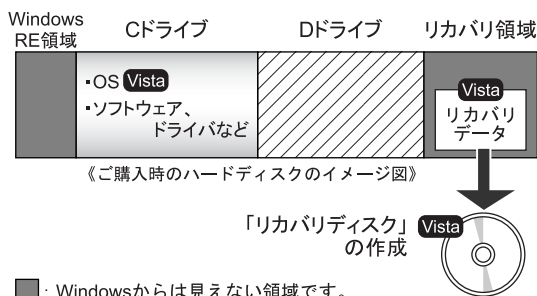 Windows
RE領域
Cドライブ
Dドライブ
リカバリ領域
・OS Vista
・ソフトウェア、
ドライバなど
Vista
リカバリ
データ
《ご購入時のハードディスクのイメージ図》
「リカバリディスク」 Vista
の作成
：Windowsからは見えない領域です。